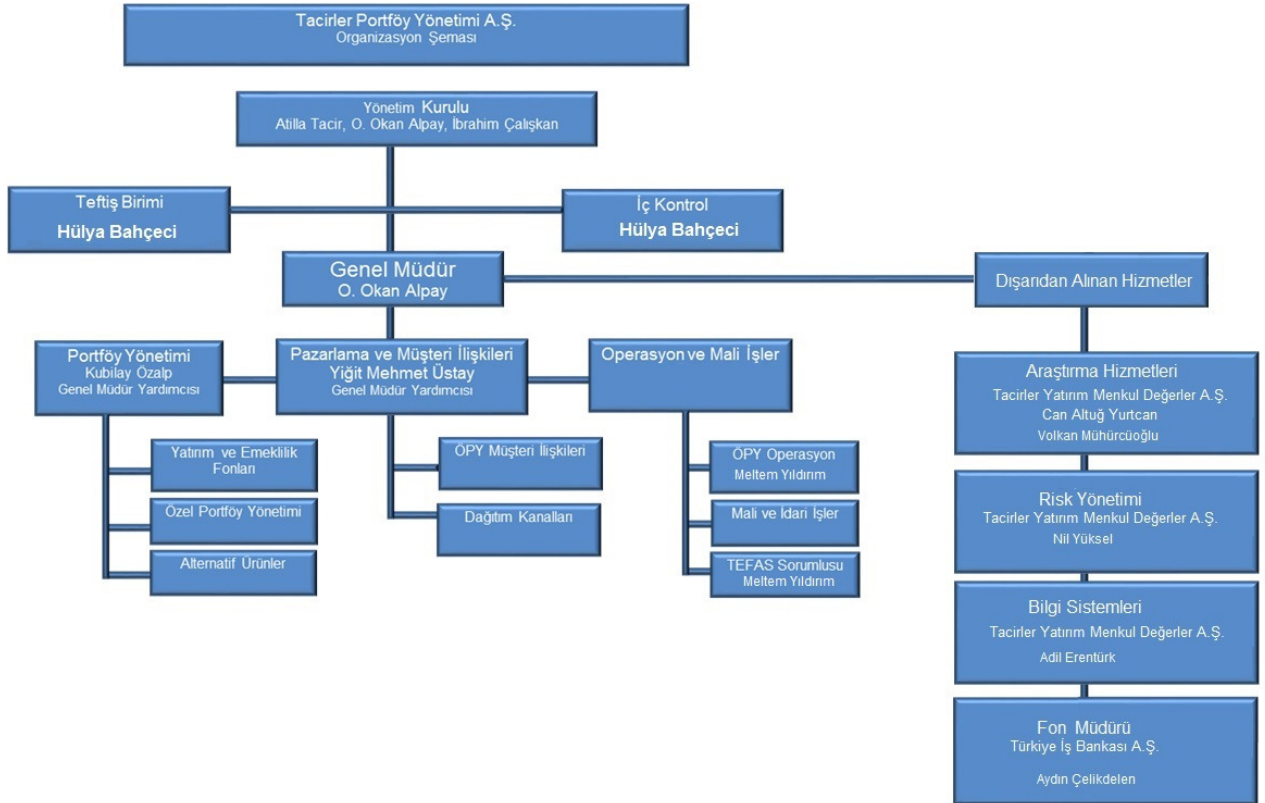 Tacirler Portföy Yönetimi A.Ş.
Organizasyon Şeması
Yönetim Kurulu
Atilla Tacir, O. Okan Alpay, İbrahim Çalışkan
Teftiş Birimi
Hülya Bahçeci
İç Kontrol
Hülya Bahçeci
Genel Müdür
O. Okan Alpay
Dışarıdan Alınan Hizmetler
Portföy Yönetimi
Kubilay Özalp
Genel Müdür Yardımcısı
Pazarlama ve Müşteri İlişkileri
Yiğit Mehmet Üstay
Genel Müdür Yardımcısı
Operasyon ve Mali İşler
Yatırım ve Emeklilik
Fonları
Özel Portföy Yönetimi
Alternatif Ürünler
ÖPY Müşteri İlişkileri
Dağıtım Kanalları
ÖPY Operasyon
Meltem Yıldırım
Mali ve İdari İşler
TEFAS Sorumlusu
Meltem Yıldırım
Araştırma Hizmetleri
Tacirler Yatırım Menkul Değerler A.Ş.
Can Altuğ Yurtcan
Volkan Mühürcüoğlu
Risk Yönetimi
Tacirler Yatırım Menkul Değerler A.Ş.
Nil Yüksel
Bilgi Sistemleri
Tacirler Yatırım Menkul Değerler A.Ş.
Adil Erentürk
Fon Müdürü
Türkiye İş Bankası A.Ş.
Aydın Çelikdelen